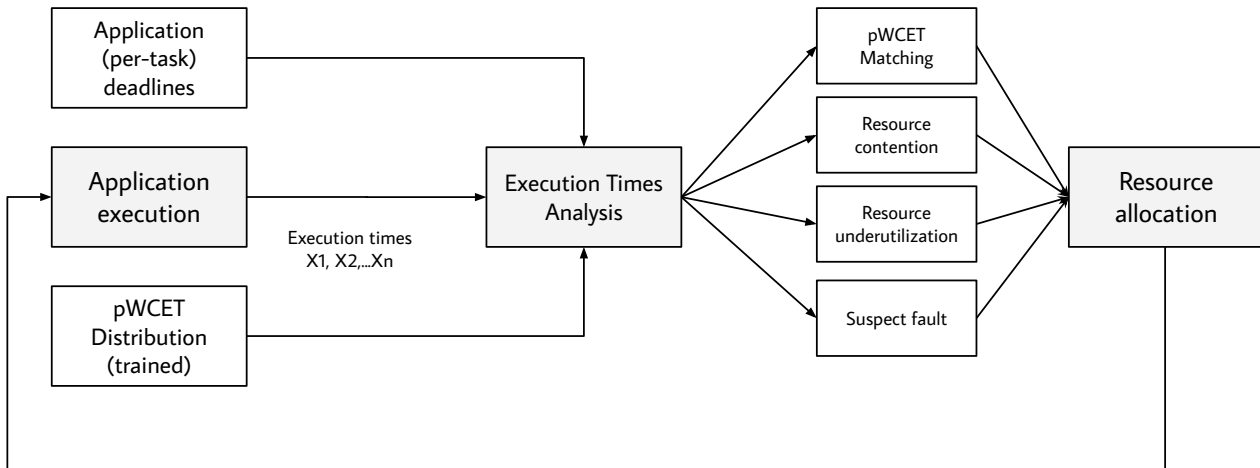 Application
(per-task)
deadlines
Application
execution
pWCET
Distribution
(trained)
Execution times
X1, X2,...Xn
Execution Times
Analysis
pWCET
Matching
Resource
contention
Resource
underutilization
Suspect fault
Resource
allocation